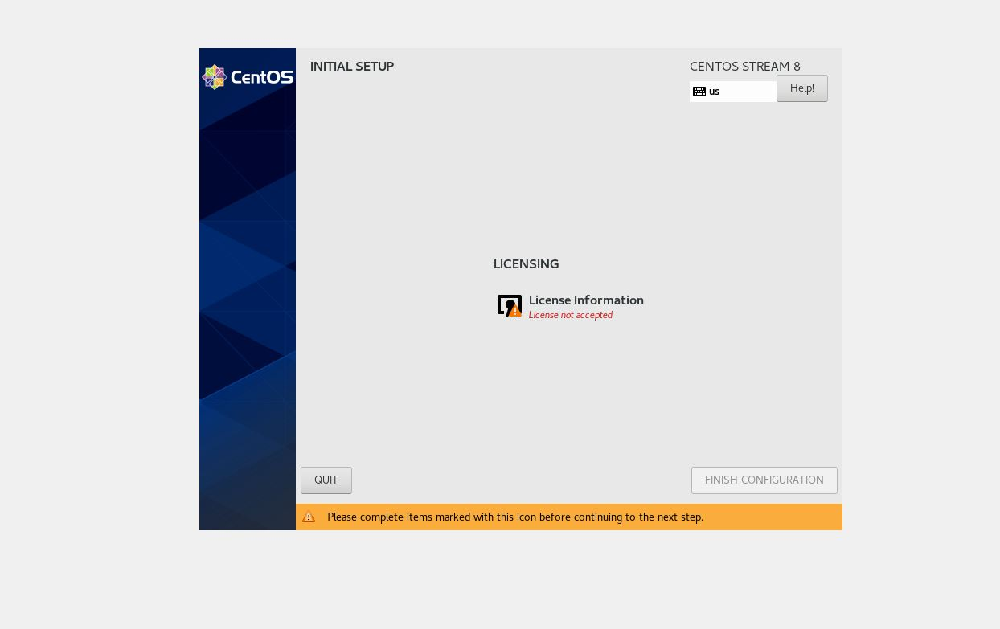 CentOS
INITIAL SETUP
CENTOS STREAM 8
us
Help!
LICENSING
License Information
License not accepted
QUIT
FINISH CONFIGURATION
Please complete items marked with this icon before continuing to the next step.